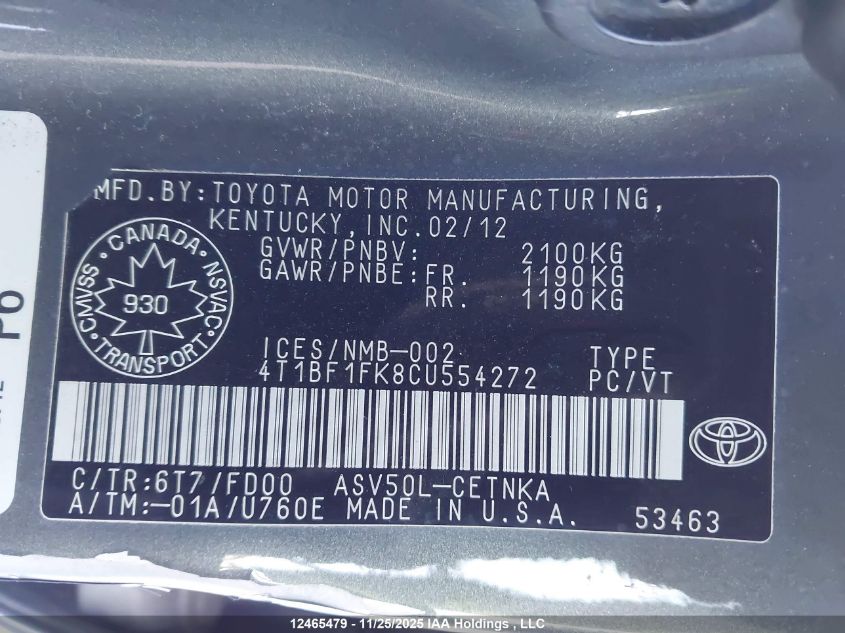 MFD.BY:TOYOTA MOTOR MANUFACTURING,
KENTUCKY,INC.02/12
GVWR/PNBV: 2100KG
GAWR/PNBE:FR. 1190KG
RR. 1190KG
CANADA
CMVSS NSVAC
930
TRANSPORT
ICES/NMB-002
4T1BF1FK8CU554272
TYPE
PC/VT
C/TR:6T7/FD00 ASV50L-CETNKA
A/TM:-01A/U760E MADE IN U.S.A. 53463
12465479 - 11/25/2025 IAA Holdings , LLC